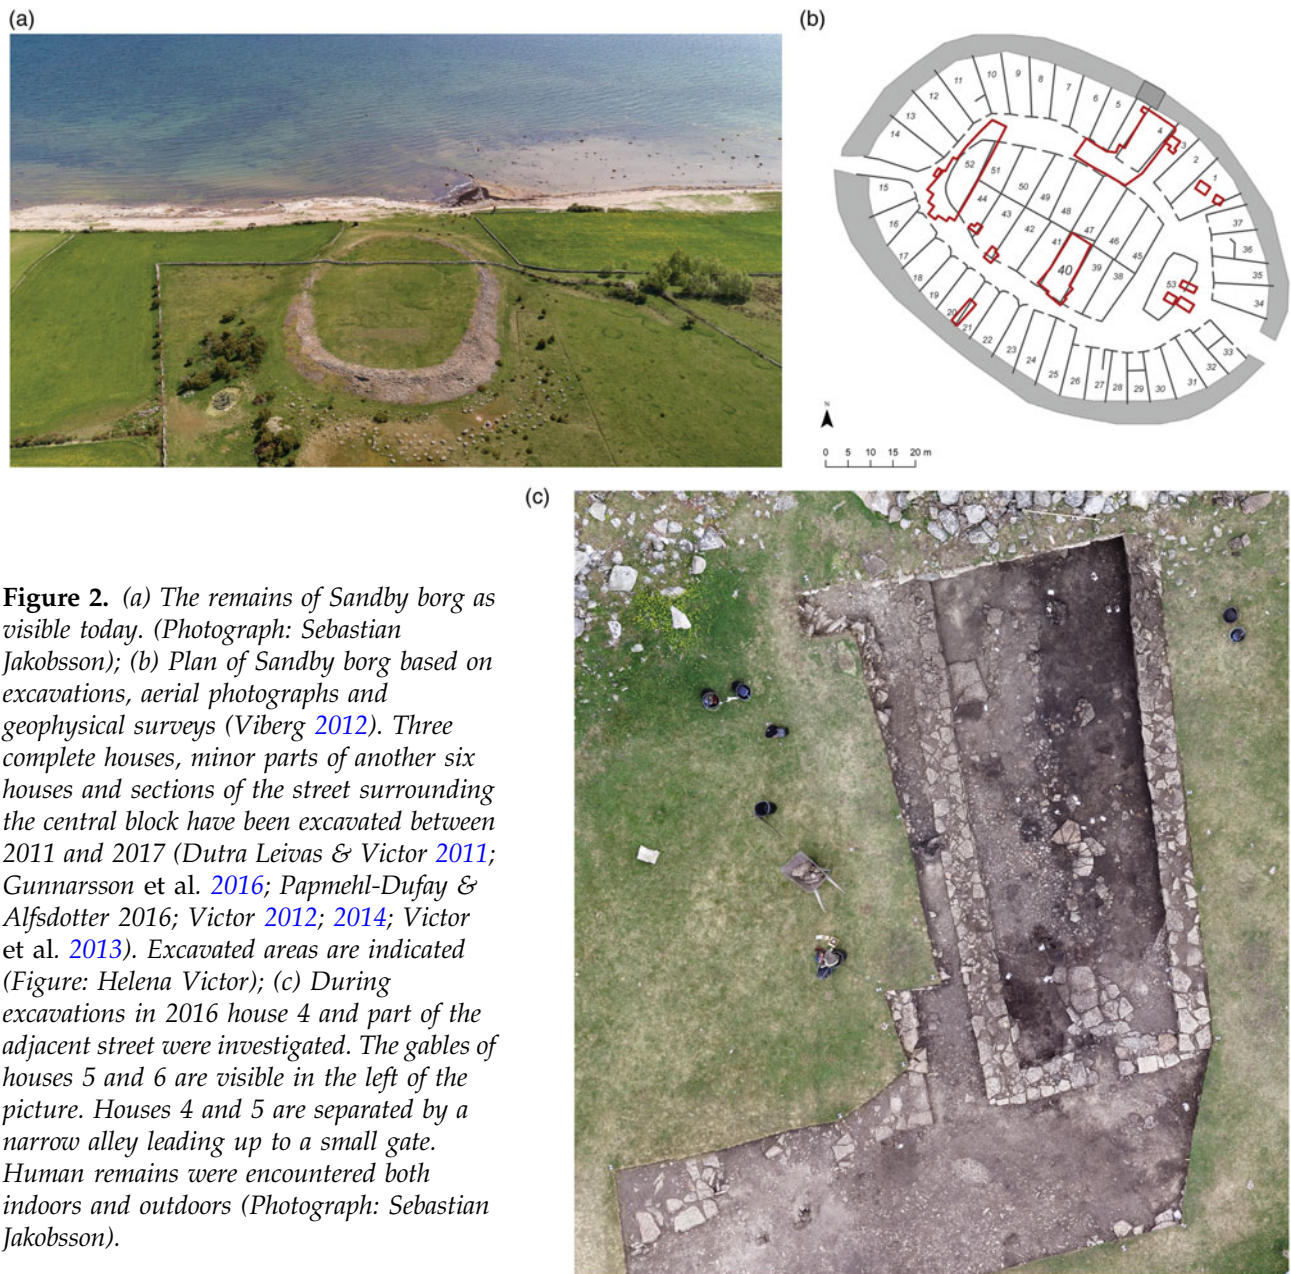 (a)
(b)
11
10
9
8
7
6
5
12
13
14
4
3
2
1
52
51
50
49
48
47
46
45
44
43
42
41
40
39
38
15
16
17
18
19
20
21
22
23
24
25
26
27
28
29
30
31
32
33
34
35
36
37
53
N
0 5 10 15 20 m
(c)
Figure 2. (a) The remains of Sandby borg as
visible today. (Photograph: Sebastian
Jakobsson); (b) Plan of Sandby borg based on
excavations, aerial photographs and
geophysical surveys (Viberg 2012). Three
complete houses, minor parts of another six
houses and sections of the street surrounding
the central block have been excavated between
2011 and 2017 (Dutra Leivas & Victor 2011;
Gunnarsson et al. 2016; Papmehl-Dufay &
Alfsdotter 2016; Victor 2012; 2014; Victor
et al. 2013). Excavated areas are indicated
(Figure: Helena Victor); (c) During
excavations in 2016 house 4 and part of the
adjacent street were investigated. The gables of
houses 5 and 6 are visible in the left of the
picture. Houses 4 and 5 are separated by a
narrow alley leading up to a small gate.
Human remains were encountered both
indoors and outdoors (Photograph: Sebastian
Jakobsson).